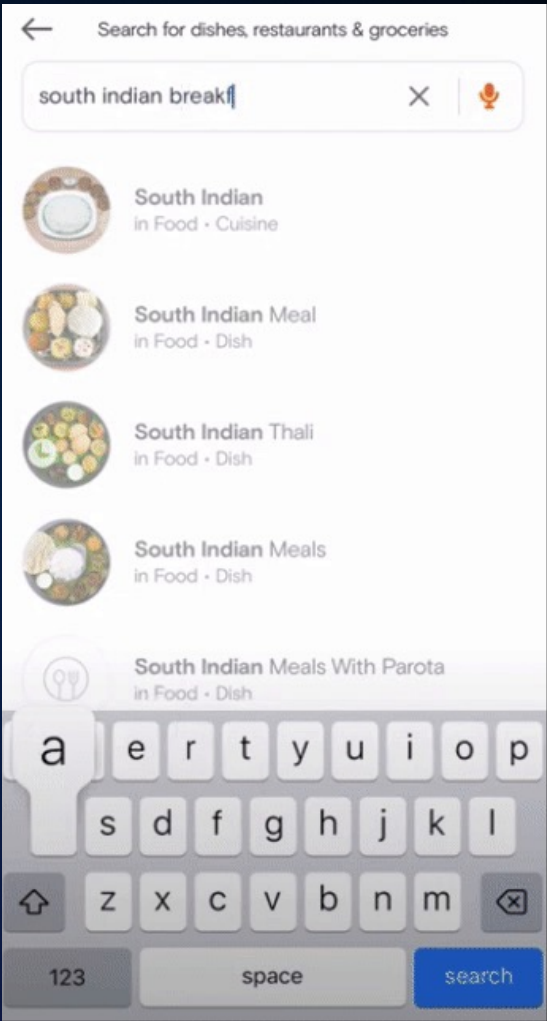 Search for dishes, restaurants & groceries
south indian breakf
South Indian
in Food • Cuisine
South Indian Meal
in Food • Dish
South Indian Thali
in Food • Dish
South Indian Meals
in Food • Dish
South Indian Meals With Parota
in Food • Dish
a e r t y u i o p
s d f g h j k l
z x c v b n m
123 space search